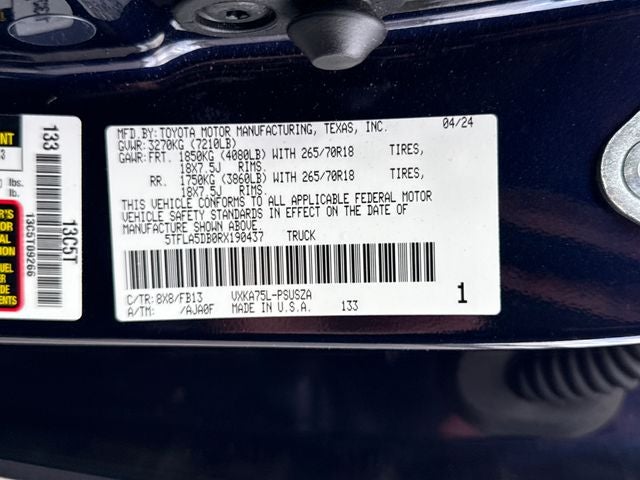 MFD.BY:TOYOTA MOTOR MANUFACTURING, TEXAS, INC. 04/24
GVWR:3270KG (7210LB)
GAWR:FRT. 1850KG (4080LB) WITH 265/70R18 TIRES,
18X7.5J RIMS.
RR. 1750KG (3860LB) WITH 265/70R18 TIRES,
18X7.5J RIMS.
THIS VEHICLE CONFORMS TO ALL APPLICABLE FEDERAL MOTOR
VEHICLE SAFETY STANDARDS IN EFFECT ON THE DATE OF
MANUFACTURE SHOWN ABOVE.
5TFLA5DB0RX190437 TRUCK
C/TR: 8X8/FB13 VXKA75L-PSUSZA
A/TM: /AJA0F MADE IN U.S.A. 133
1
133
13C5T
13C5T09266
lbs.
lb.